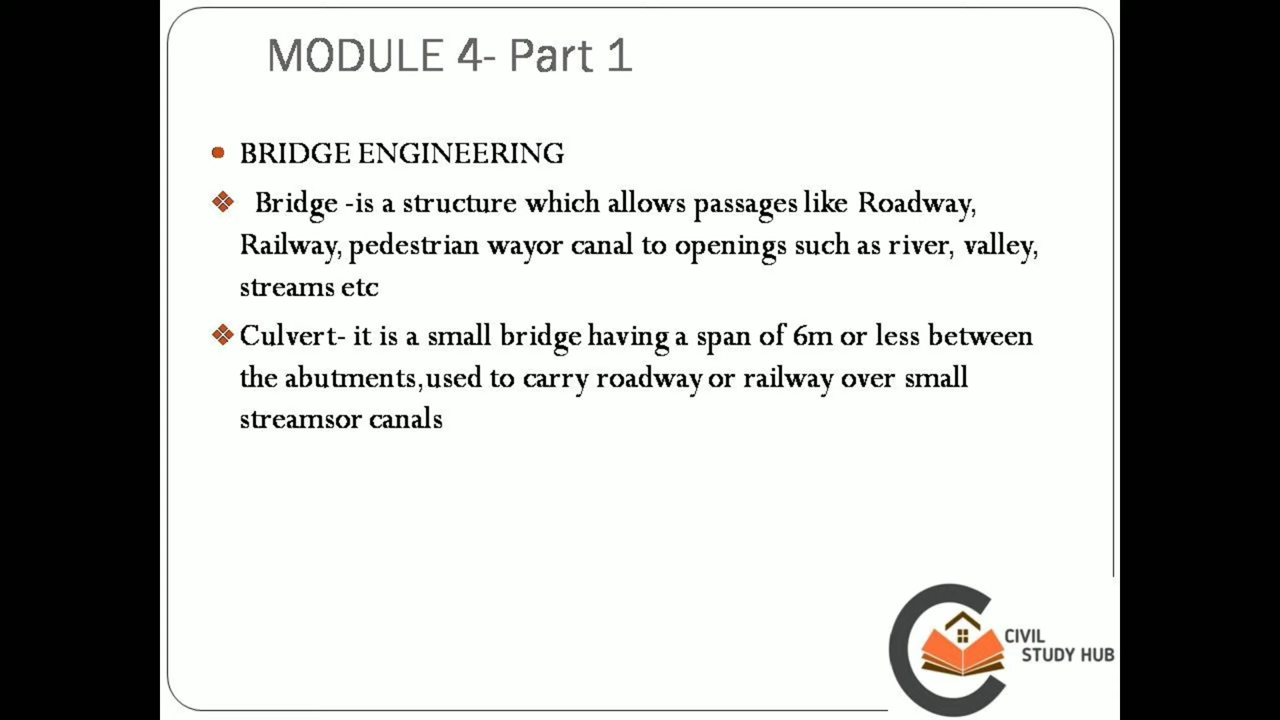 MODULE 4- Part 1
BRIDGE ENGINEERING
Bridge -is a structure which allows passages like Roadway,
Railway, pedestrian wayor canal to openings such as river, valley,
streams etc
Culvert- it is a small bridge having a span of 6m or less between
the abutments,used to carry roadway or railway over small
streamsor canals
CIVIL
STUDY HUB